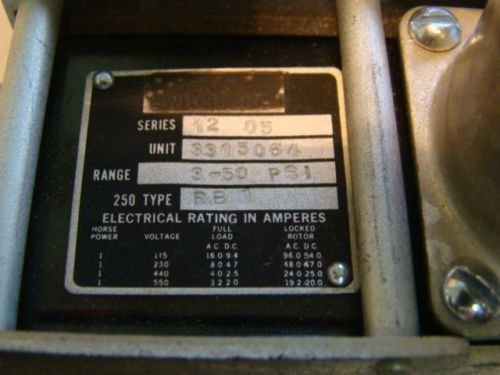 SERIES 12 05
UNIT 3315064
RANGE 3-50 PSI
250 TYPE RB 1
ELECTRICAL RATING IN AMPERES
HORSE POWER VOLTAGE FULL LOAD LOCKED ROTOR
A.C. D.C. A.C. D.C.
1 115 16.0 9.4 96.0 54.0
1 230 8.0 4.7 48.0 47.0
1 440 4.0 2.5 24.0 25.0
1 550 3.2 2.0 19.2 20.0